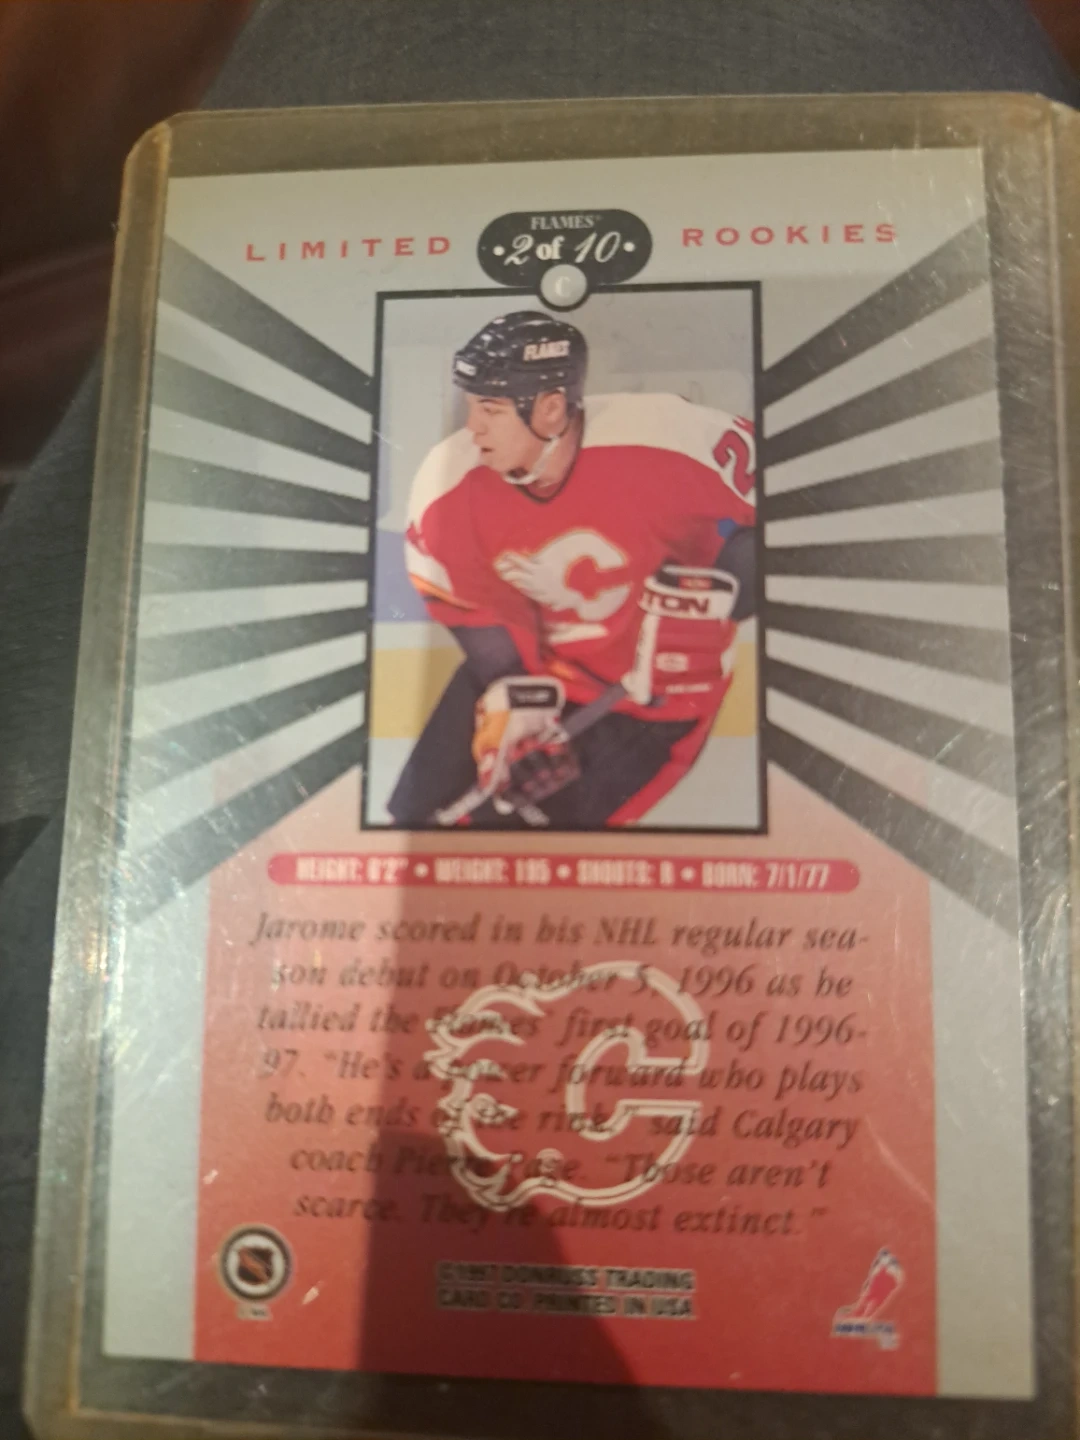 LIMITED
FLAMES
•2 of 10•
ROOKIES
C
FLAMES
2
HEIGHT: 6'2" • WEIGHT: 195 • SHOOTS: R • BORN: 7/1/77
Jarome scored in his NHL regular sea-
son debut on October 5, 1996 as he
tallied the Flames' first goal of 1996-
97. "He's a power forward who plays
both ends of the rink," said Calgary
coach Pierre Page. "Those aren't
scarce. They're almost extinct."
©1997 DONRUSS TRADING
CARD CO. PRINTED IN USA